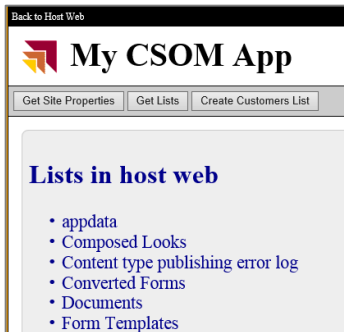 Back to Host Web
My CSOM App
Get Site Properties Get Lists Create Customers List
Lists in host web
• appdata
• Composed Looks
• Content type publishing error log
• Converted Forms
• Documents
• Form Templates